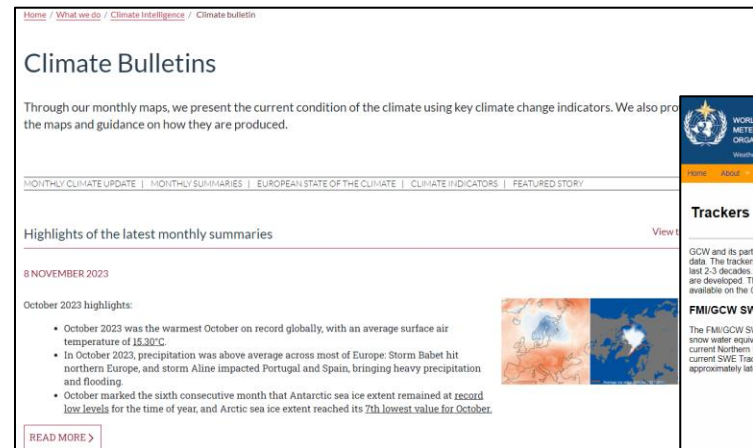 Home / What we do / Climate Intelligence / Climate bulletin
Climate Bulletins
Through our monthly maps, we present the current condition of the climate using key climate change indicators. We also pro
the maps and guidance on how they are produced.
MONTHLY CLIMATE UPDATE | MONTHLY SUMMARIES | EUROPEAN STATE OF THE CLIMATE | CLIMATE INDICATORS | FEATURED STORY
Highlights of the latest monthly summaries
View t
8 NOVEMBER 2023
October 2023 highlights:
• October 2023 was the warmest October on record globally, with an average surface air
temperature of 15.30°C.
• In October 2023, precipitation was above average across most of Europe: Storm Babet hit
northern Europe, and storm Aline impacted Portugal and Spain, bringing heavy precipitation
and flooding.
• October marked the sixth consecutive month that Antarctic sea ice extent remained at record
low levels for the time of year, and Arctic sea ice extent reached its 7th lowest value for October.
READ MORE >
WORL
METE
ORGA
Weath
Home About
Trackers
GCW and its part
data. The tracker
last 2-3 decades.
are developed. Th
available on the
FMI/GCW SW
The FMI/GCW SW
snow water equiv
current Northern
current SWE Trac
approximately lat